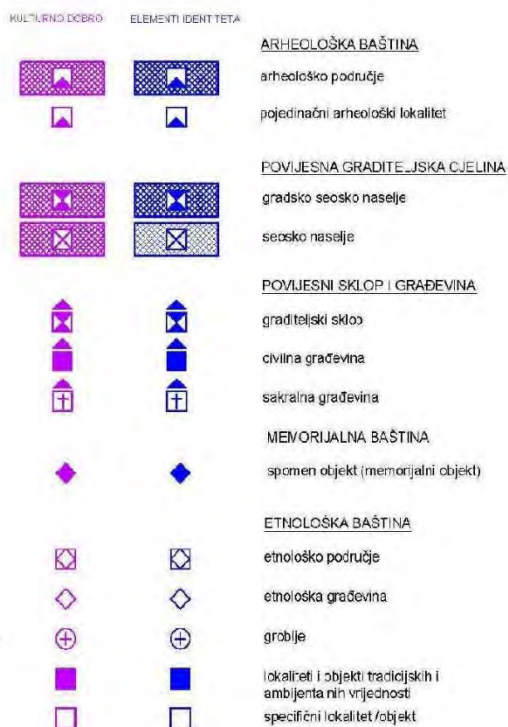 KULTURNO DOBRO ELEMENTI IDENTITETA
ARHEOLOŠKA BAŠTINA
arheološko područje
pojedinačni arheološki lokalitet
POVIJESNA GRADITELJSKA CJELINA
gradsko seosko naselje
seosko naselje
POVIJESNI SKLOP I GRAĐEVINA
graditeljski sklop
civilna građevina
sakralna građevina
MEMORIJALNA BAŠTINA
spomen objekt (memorijalni objekt)
ETNOLOŠKA BAŠTINA
etnološko područje
etnološka građevina
groblje
lokaliteti i objekti tradicijskih i
ambijentalnih vrijednosti
specifični lokalitet/objekt